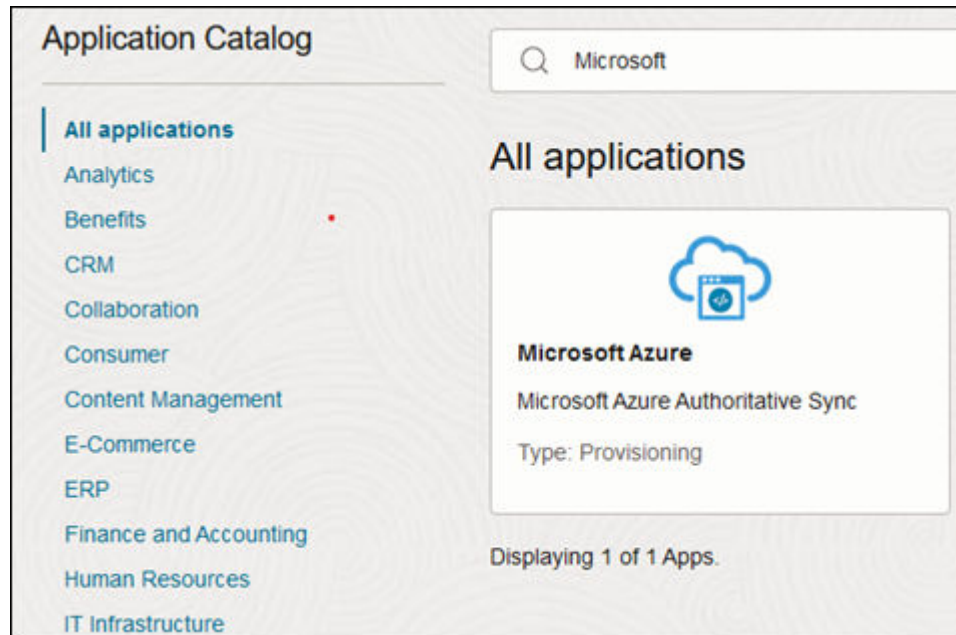 Application Catalog
All applications
Analytics
Benefits
CRM
Collaboration
Consumer
Content Management
E-Commerce
ERP
Finance and Accounting
Human Resources
IT Infrastructure
Microsoft
All applications
Microsoft Azure
Microsoft Azure Authoritative Sync
Type: Provisioning
Displaying 1 of 1 Apps.